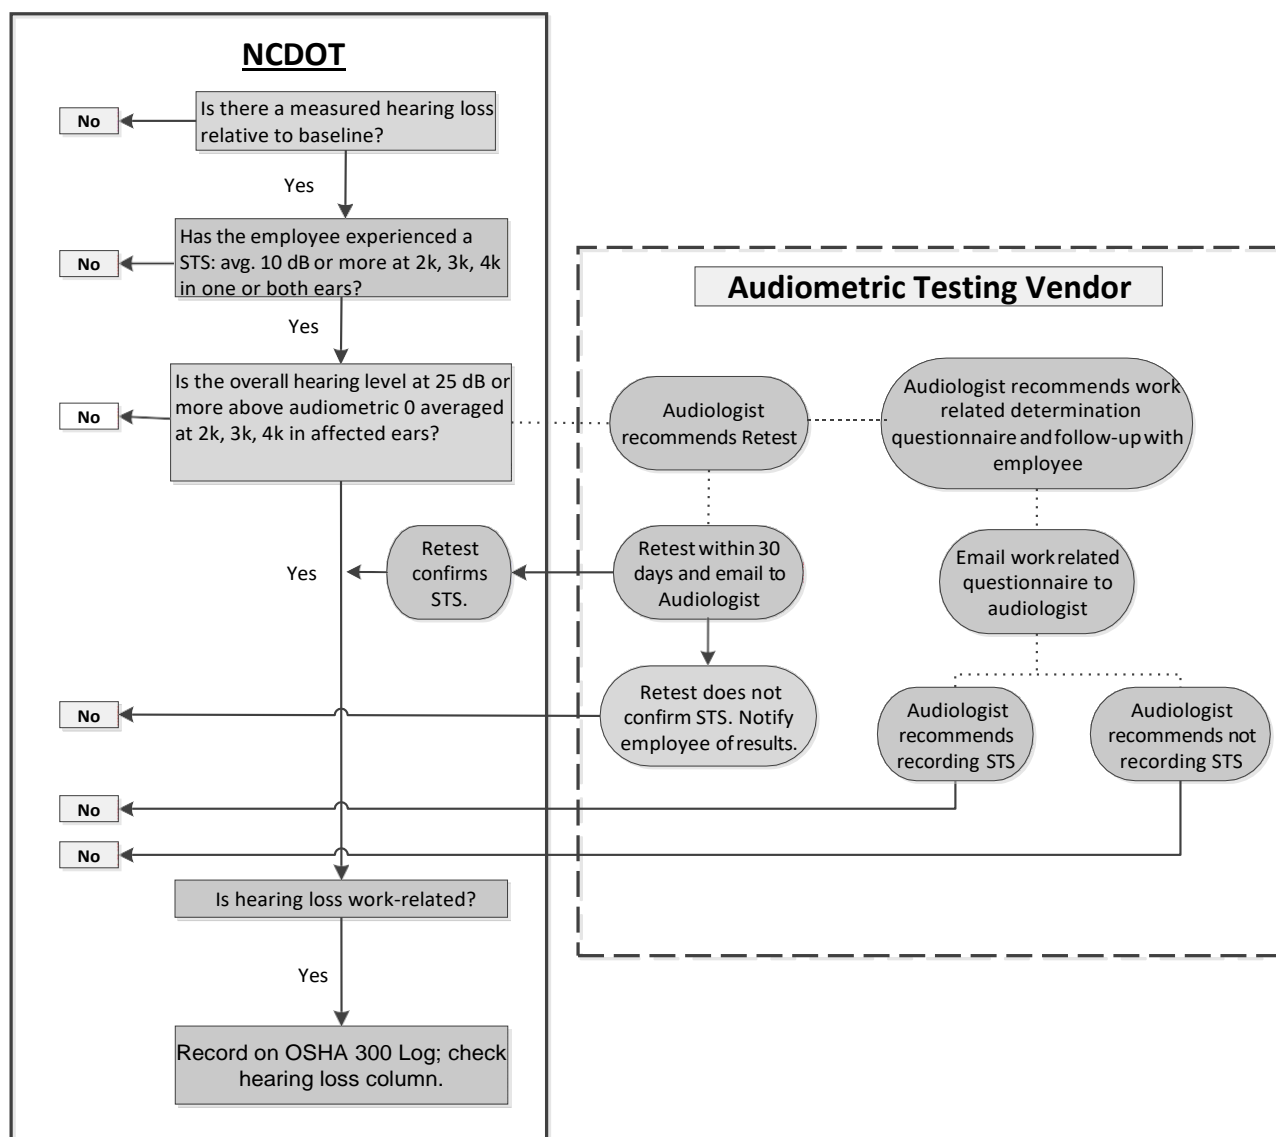 NCDOT
Is there a measured hearing loss
relative to baseline?
No
Yes
Has the employee experienced a
STS: avg. 10 dB or more at 2k, 3k, 4k
in one or both ears?
No
Yes
Is the overall hearing level at 25 dB or
more above audiometric 0 averaged
at 2k, 3k, 4k in affected ears?
No
Yes
Audiometric Testing Vendor
Audiologist
recommends Retest
Audiologist recommends work
related determination
questionnaire and follow-up with
employee
Retest
confirms
STS.
Retest within 30
days and email to
Audiologist
Email work related
questionnaire to
audiologist
Retest does not
confirm STS. Notify
employee of results.
Audiologist
recommends
recording STS
Audiologist
recommends not
recording STS
No
No
No
Is hearing loss work-related?
Yes
Record on OSHA 300 Log; check
hearing loss column.